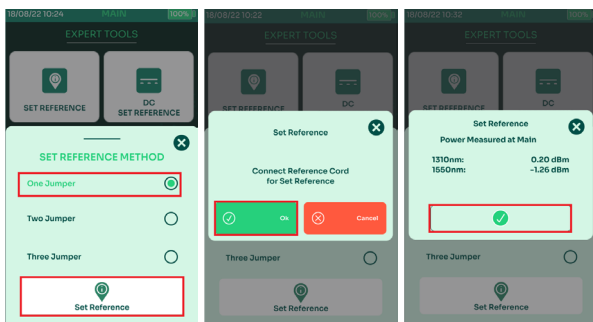 18/08/22 10:24 MAIN 100%
EXPERT TOOLS
SET REFERENCE
DC
SET REFERENCE
SET REFERENCE METHOD
One Jumper
Two Jumper
Three Jumper
Set Reference
18/08/22 10:22 MAIN 100%
EXPERT TOOLS
SET REFERENCE
DC
Set Reference
Connect Reference Cord
for Set Reference
Ok
Cancel
Three Jumper
Set Reference
18/08/22 10:32 MAIN 100%
EXPERT TOOLS
SET REFERENCE
DC
Set Reference
Power Measured at Main
1310nm: 0.20 dBm
1550nm: -1.26 dBm
Three Jumper
Set Reference